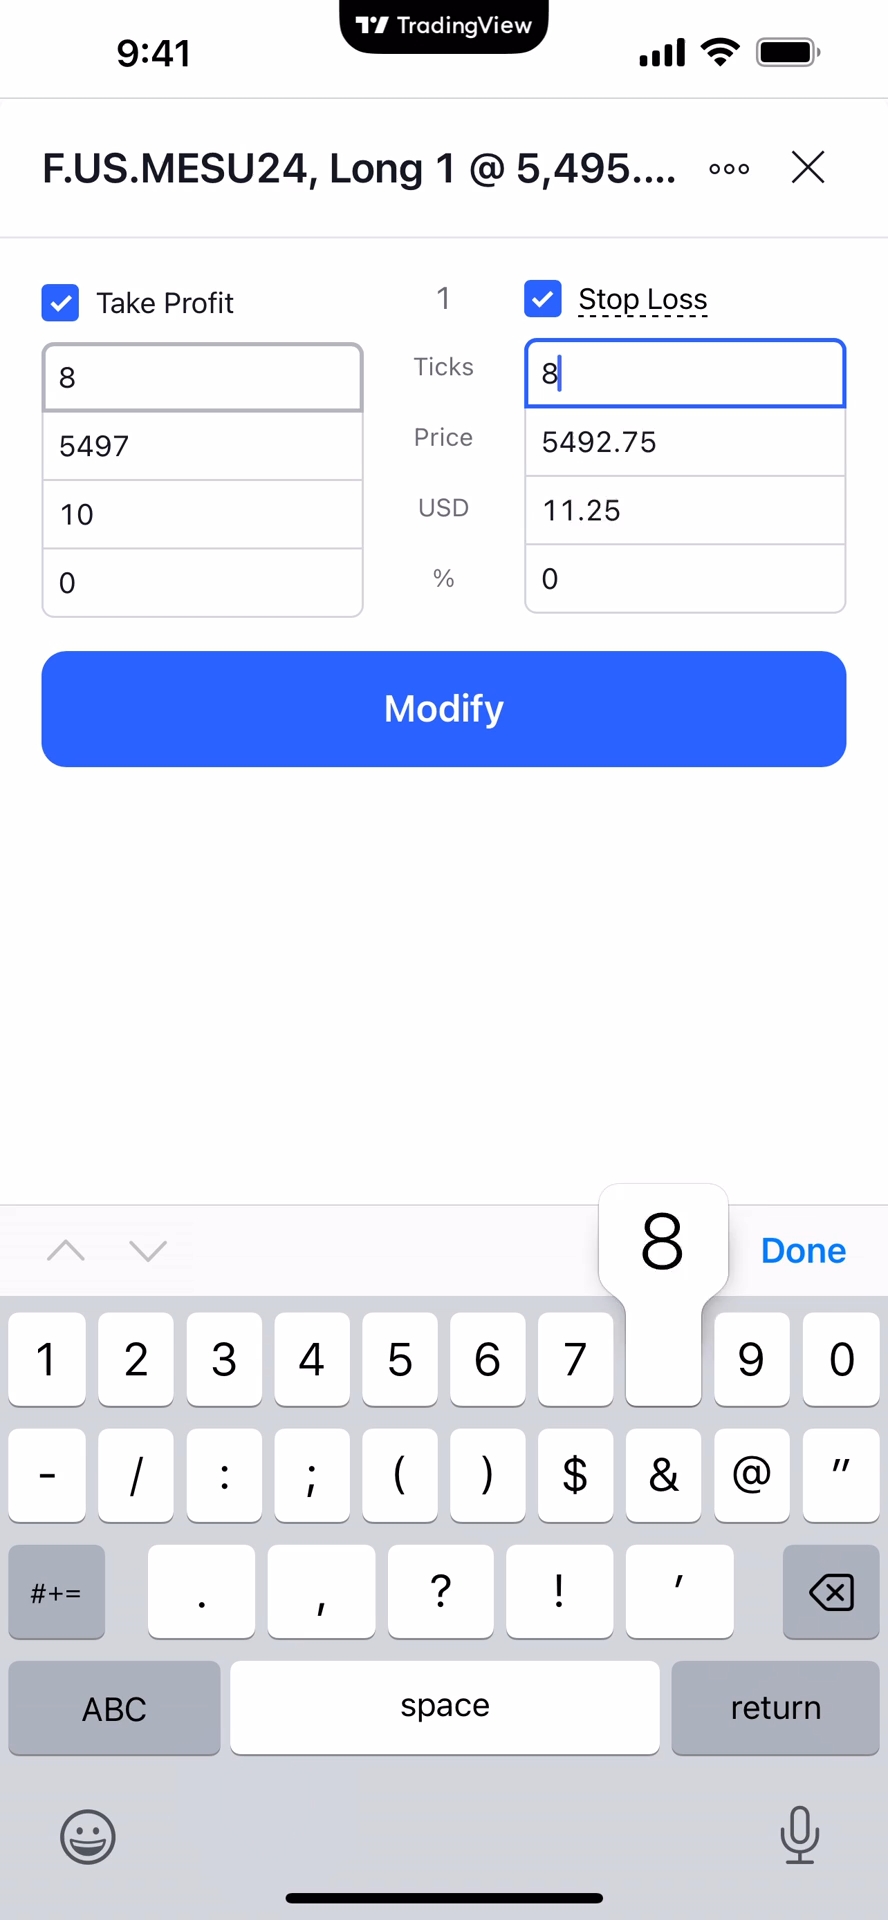 9:41
TradingView
F.US.MESU24, Long 1 @ 5,495....
Take Profit
1
Stop Loss
8
Ticks
8
5497
Price
5492.75
10
USD
11.25
0
%
0
Modify
8
Done
1 2 3 4 5 6 7 9 0
- / : ; ( ) $ & @ "
#+= . , ? ! '
ABC space return